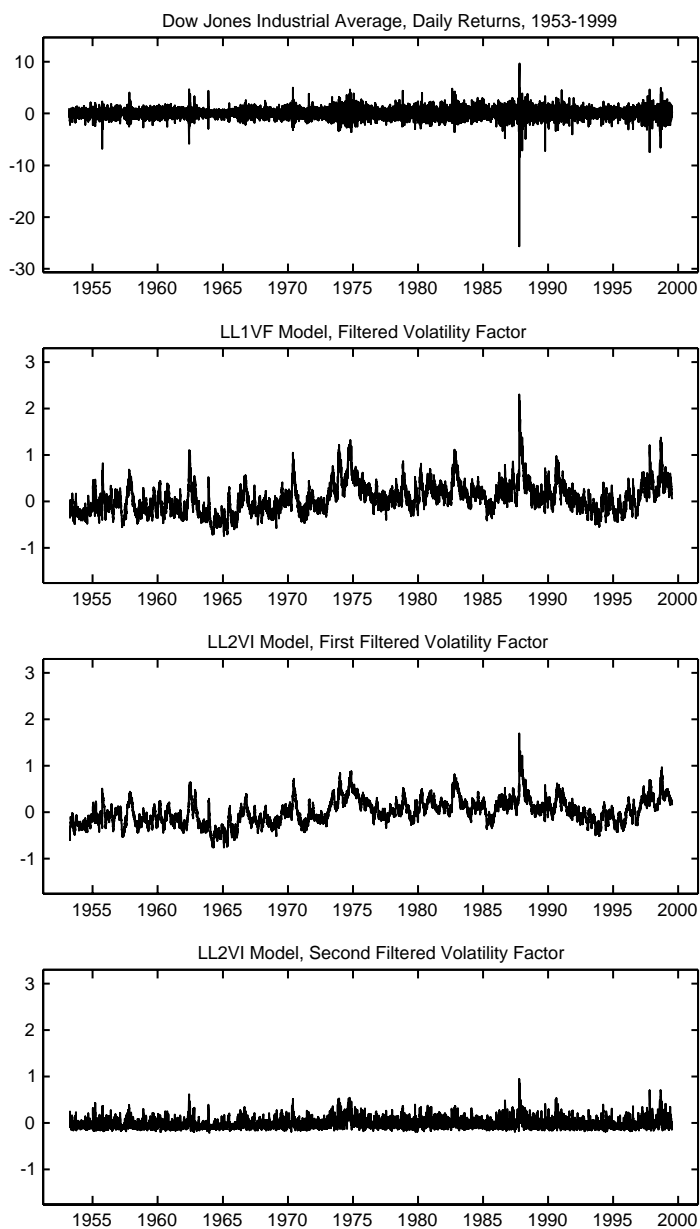 Dow Jones Industrial Average, Daily Returns, 1953-1999
10
0
-10
-20
-30
1955 1960 1965 1970 1975 1980 1985 1990 1995 2000
LL1VF Model, Filtered Volatility Factor
3
2
1
0
-1
1955 1960 1965 1970 1975 1980 1985 1990 1995 2000
LL2VI Model, First Filtered Volatility Factor
3
2
1
0
-1
1955 1960 1965 1970 1975 1980 1985 1990 1995 2000
LL2VI Model, Second Filtered Volatility Factor
3
2
1
0
-1
1955 1960 1965 1970 1975 1980 1985 1990 1995 2000